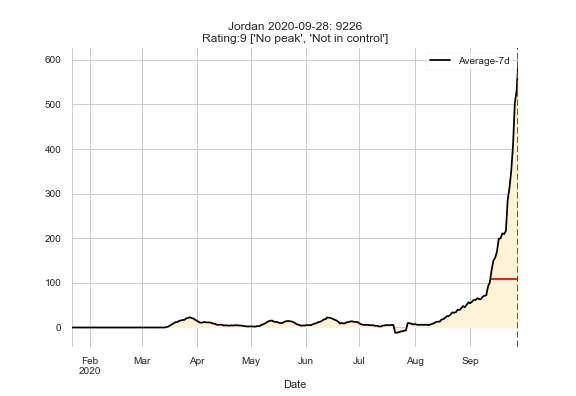 Jordan 2020-09-28: 9226
Rating:9 ['No peak', 'Not in control']
Average-7d
600
500
400
300
200
100
0
Feb Mar Apr May Jun Jul Aug Sep
2020
Date